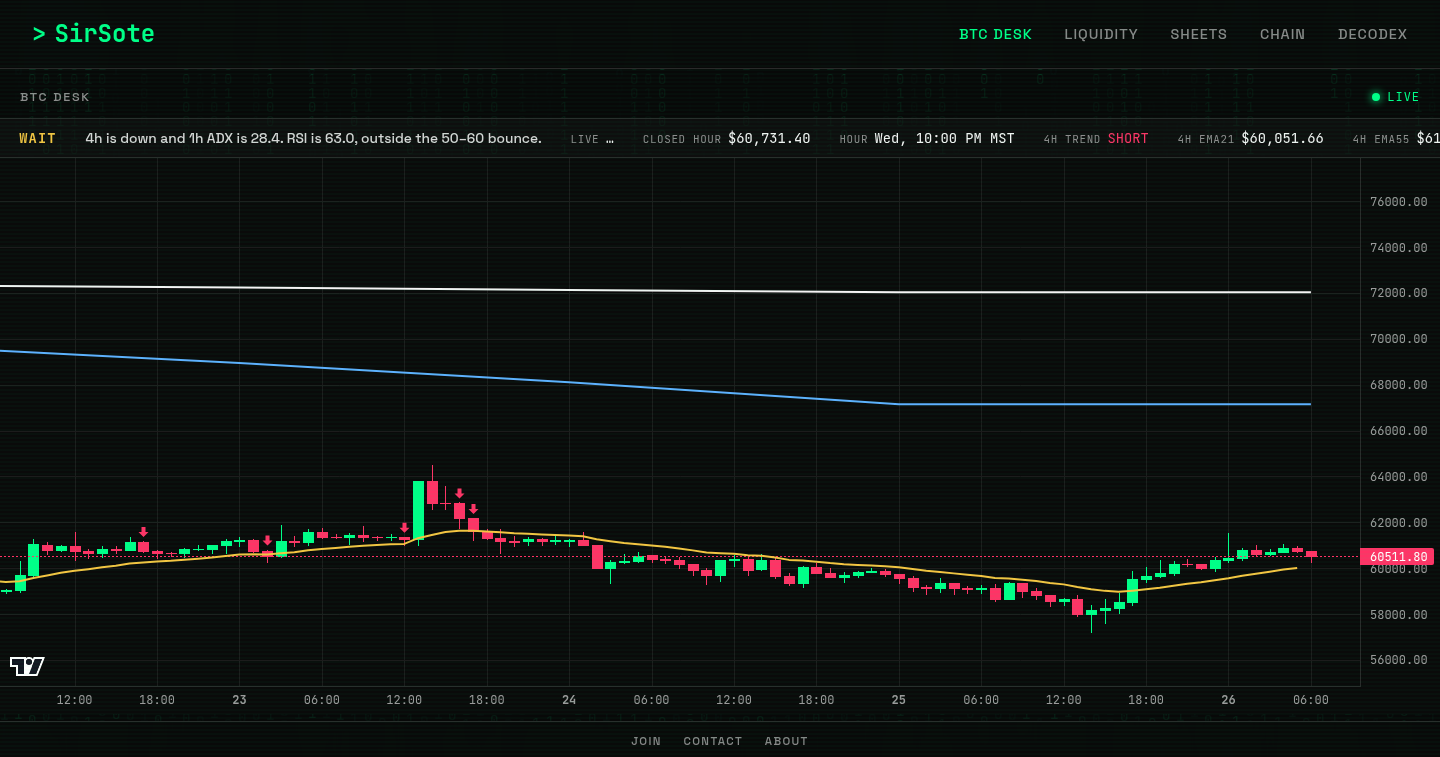 > SirSote
BTC DESK LIQUIDITY SHEETS CHAIN DECODEX
BTC DESK
LIVE
WAIT 4h is down and 1h ADX is 28.4. RSI is 63.0, outside the 50–60 bounce. LIVE … CLOSED HOUR $60,731.40 HOUR Wed, 10:00 PM MST 4H TREND SHORT 4H EMA21 $60,051.66 4H EMA55 $61
76000.00
74000.00
72000.00
70000.00
68000.00
66000.00
64000.00
62000.00
60511.80
60000.00
58000.00
56000.00
12:00 18:00 23 06:00 12:00 18:00 24 06:00 12:00 18:00 25 06:00 12:00 18:00 26 06:00
JOIN CONTACT ABOUT